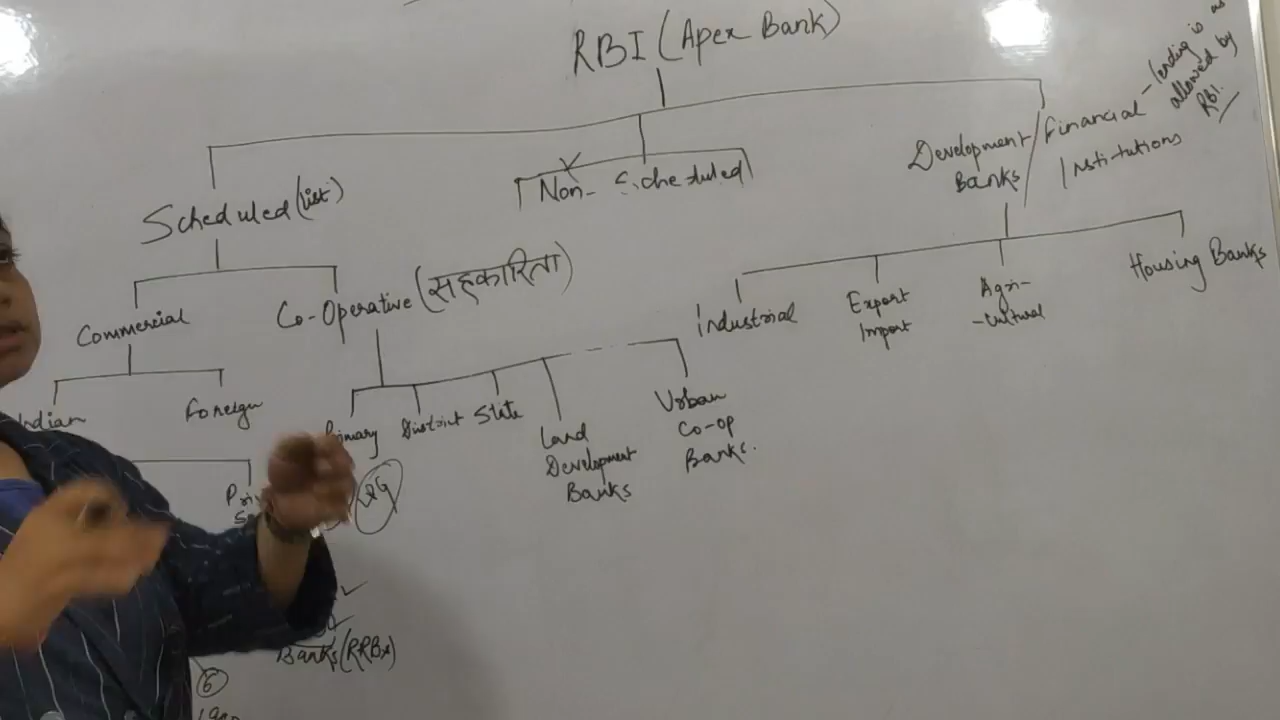 RBI (Apex Bank)
- lending is as
allowed by
RBI.
Scheduled (list)
Non-Scheduled
Development
Banks
/ Financial
Institutions
Commercial
Co-Operative (सहकारिता)
Industrial
Export
Import
Agri-
-cultural
Housing Banks
Indian
Foreign
Primary
District
State
Land
Development
Banks
Urban
Co-op
Banks.
Banks (RRBs)
6